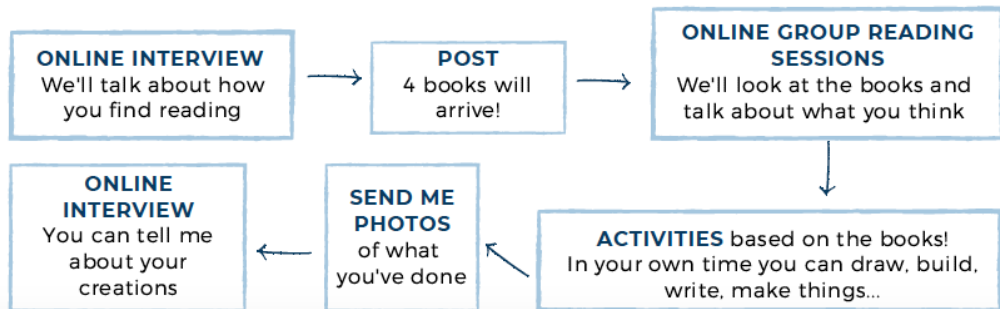 ONLINE INTERVIEW
We'll talk about how
you find reading
POST
4 books will
arrive!
ONLINE GROUP READING
SESSIONS
We'll look at the books and
talk about what you think
ACTIVITIES based on the books!
In your own time you can draw, build,
write, make things...
SEND ME
PHOTOS
of what
you've done
ONLINE
INTERVIEW
You can tell me
about your
creations